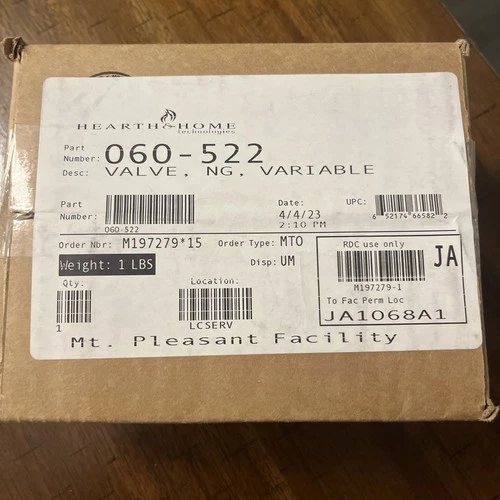 HEARTH & HOME
technologies
Part
Number: 060-522
Desc: VALVE, NG, VARIABLE
Part
Number:
060-522
Date:
4/4/23
2:10 PM
UPC:
6 52174 66582 2
Order Nbr: M197279*15 Order Type: MTO
Weight: 1 LBS
Disp: UM
Qty:
1
Location:
LCSERV
RDC use only
JA
M197279-1
To Fac Perm Loc
JA1068A1
Mt. Pleasant Facility